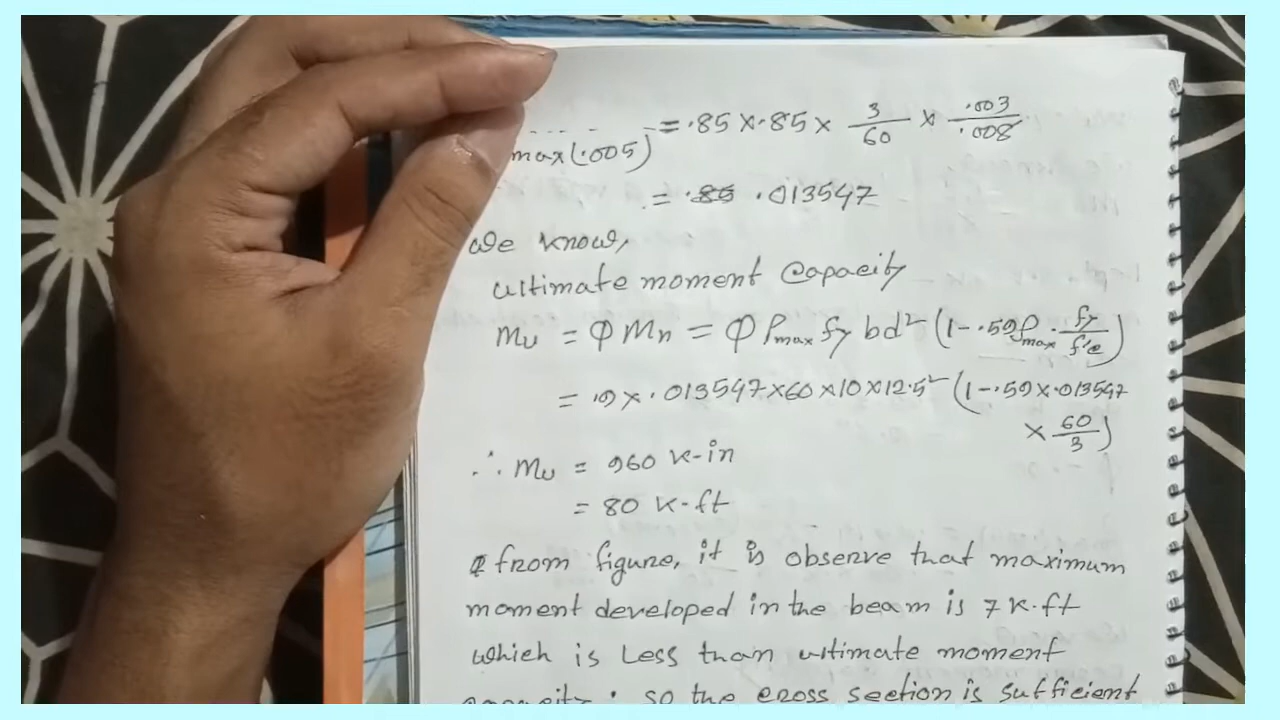 max(.005) = .85 × .85 × 3/60 × .003/.008
= .85 .013547
We know,
ultimate moment capacity
Mu = φ Mn = φ ρmax fy bd² (1 - .59ρmax · fy/f'c)
= .9 × .013547 × 60 × 10 × 12.5² (1 - .59 × .013547
× 60/3)
∴ Mu = 960 k-in
= 80 k-ft
from figure, it is observe that maximum
moment developed in the beam is 7 k.ft
which is Less than ultimate moment
capacity. so the cross section is sufficient